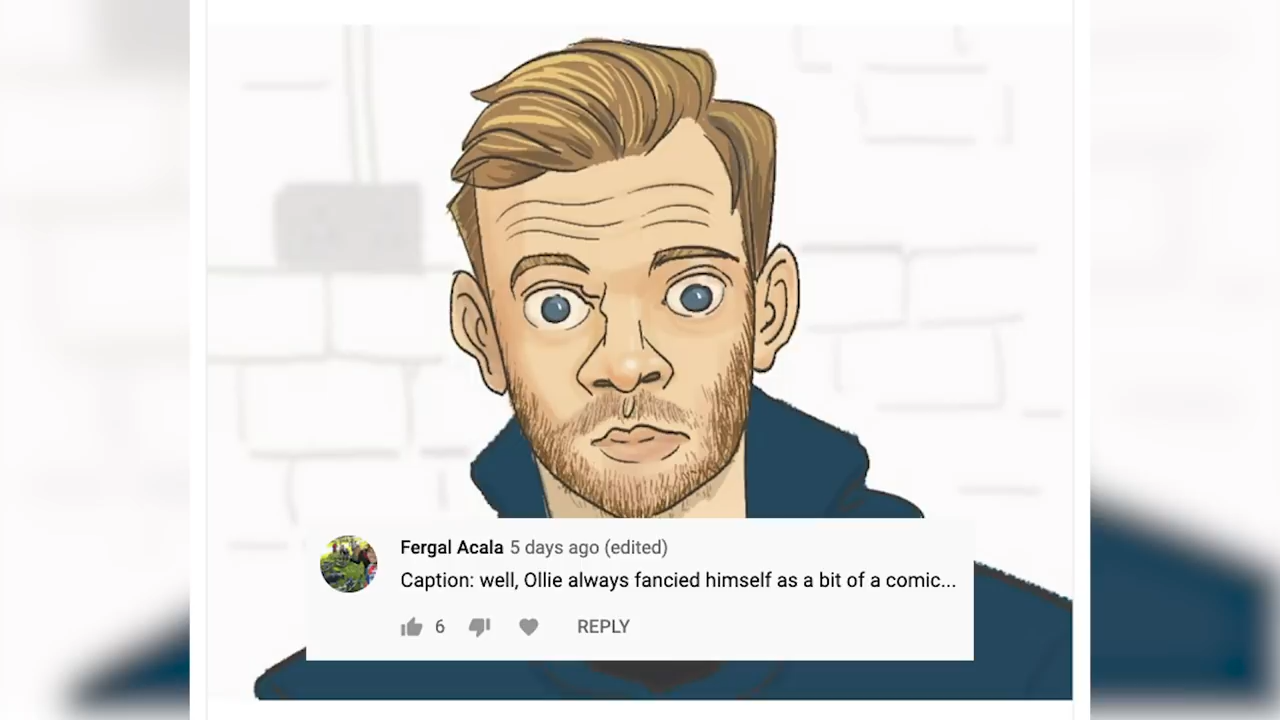 Fergal Acala 5 days ago (edited)
Caption: well, Ollie always fancied himself as a bit of a comic...
6 REPLY